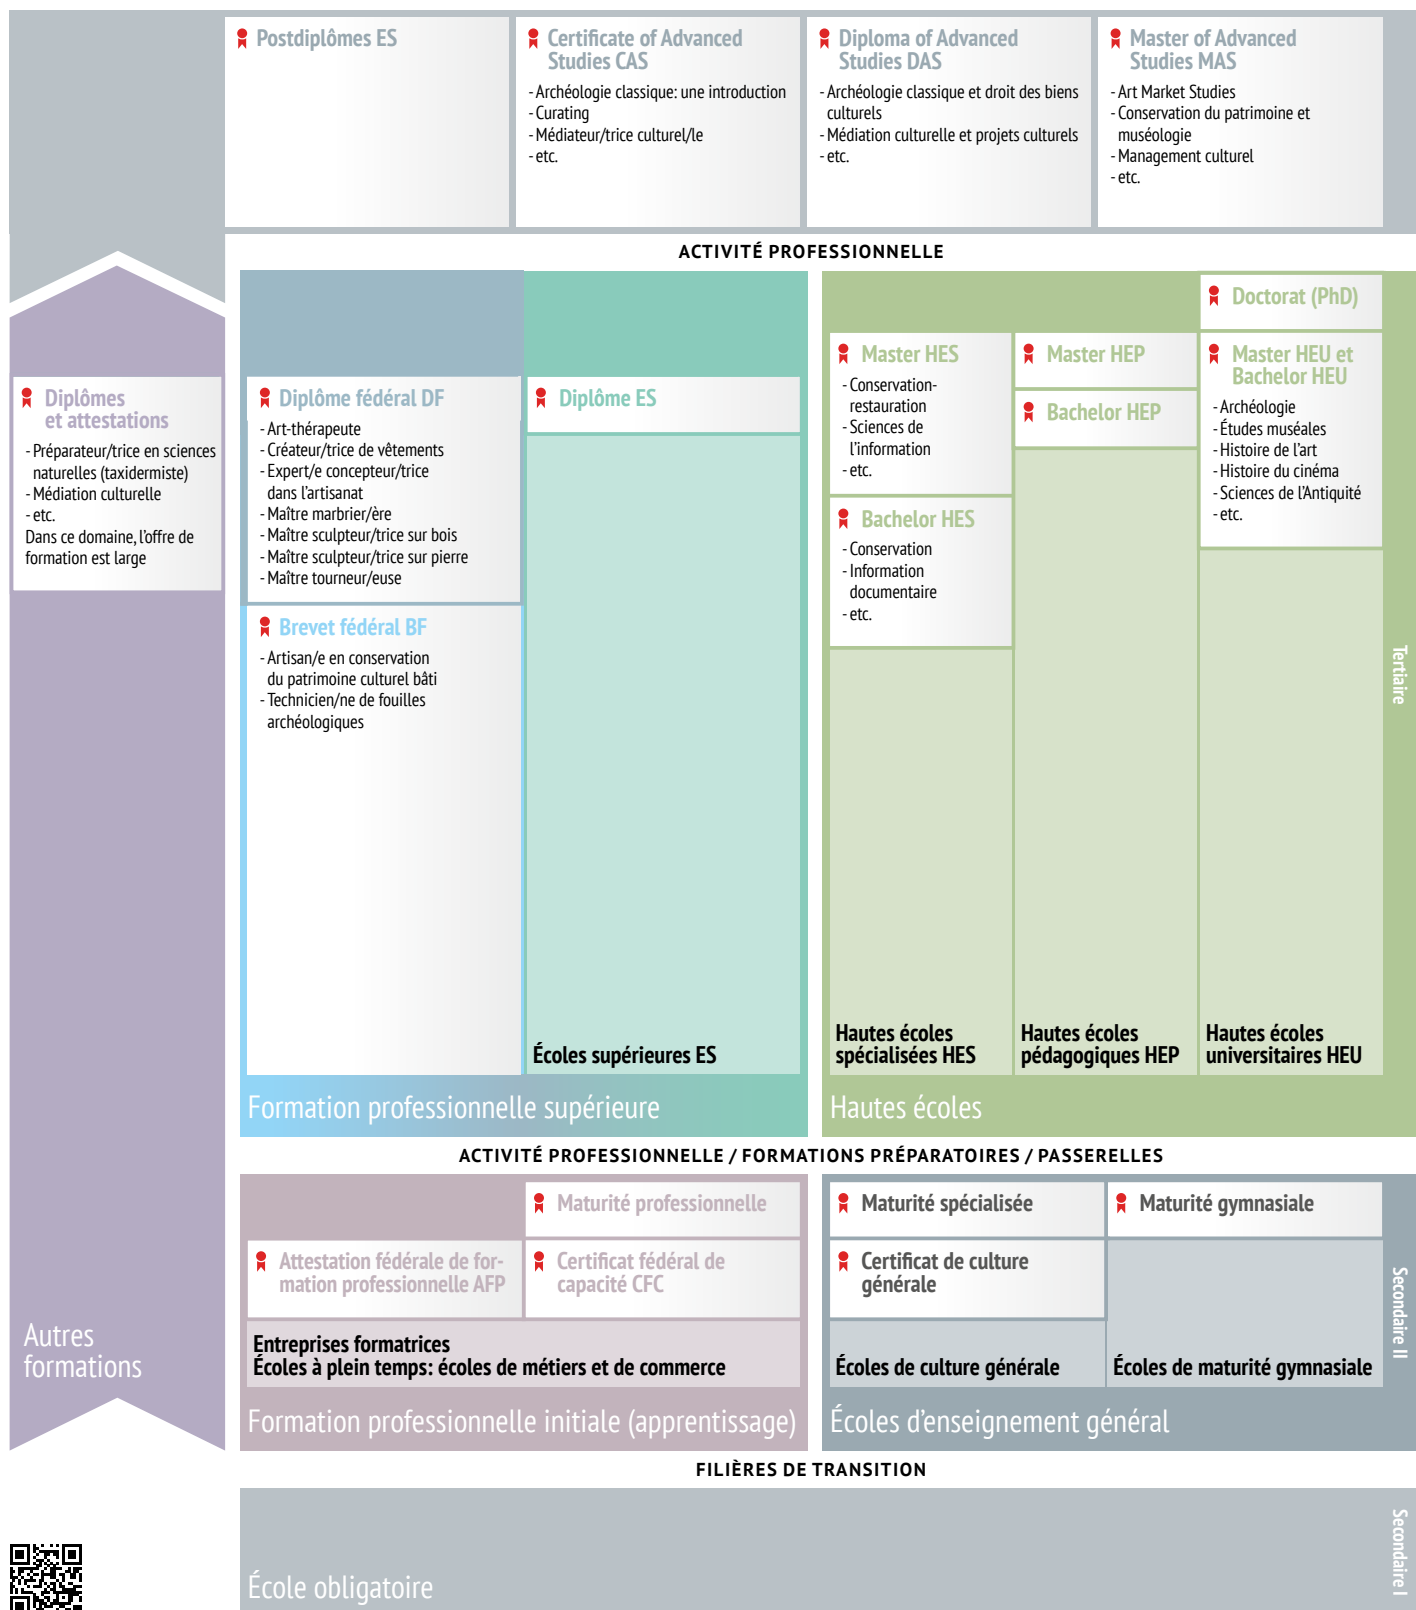 Postdiplômes ES
Certificate of Advanced
Studies CAS
- Archéologie classique: une introduction
- Curating
- Médiateur/trice culturel/le
- etc.
Diploma of Advanced
Studies DAS
- Archéologie classique et droit des biens
culturels
- Médiation culturelle et projets culturels
- etc.
Master of Advanced
Studies MAS
- Art Market Studies
- Conservation du patrimoine et
muséologie
- Management culturel
- etc.
ACTIVITÉ PROFESSIONNELLE
Diplômes
et attestations
- Préparateur/trice en sciences
naturelles (taxidermiste)
- Médiation culturelle
- etc.
Dans ce domaine, l'offre de
formation est large
Autres
formations
Diplôme fédéral DF
- Art-thérapeute
- Créateur/trice de vêtements
- Expert/e concepteur/trice
dans l'artisanat
- Maître marbrier/ère
- Maître sculpteur/trice sur bois
- Maître sculpteur/trice sur pierre
- Maître tourneur/euse
Brevet fédéral BF
- Artisan/e en conservation
du patrimoine culturel bâti
- Technicien/ne de fouilles
archéologiques
Diplôme ES
Écoles supérieures ES
Formation professionnelle supérieure
Master HES
- Conservation-
restauration
- Sciences de
l'information
- etc.
Bachelor HES
- Conservation
- Information
documentaire
- etc.
Hautes écoles
spécialisées HES
Master HEP
Bachelor HEP
Hautes écoles
pédagogiques HEP
Doctorat (PhD)
Master HEU et
Bachelor HEU
- Archéologie
- Études muséales
- Histoire de l'art
- Histoire du cinéma
- Sciences de l'Antiquité
- etc.
Hautes écoles
universitaires HEU
Hautes écoles
Tertiaire
ACTIVITÉ PROFESSIONNELLE / FORMATIONS PRÉPARATOIRES / PASSERELLES
Maturité professionnelle
Attestation fédérale de for-
mation professionnelle AFP
Certificat fédéral de
capacité CFC
Entreprises formatrices
Écoles à plein temps: écoles de métiers et de commerce
Formation professionnelle initiale (apprentissage)
Maturité spécialisée
Certificat de culture
générale
Écoles de culture générale
Maturité gymnasiale
Écoles de maturité gymnasiale
Écoles d'enseignement général
Secondaire II
FILIÈRES DE TRANSITION
École obligatoire
Secondaire I